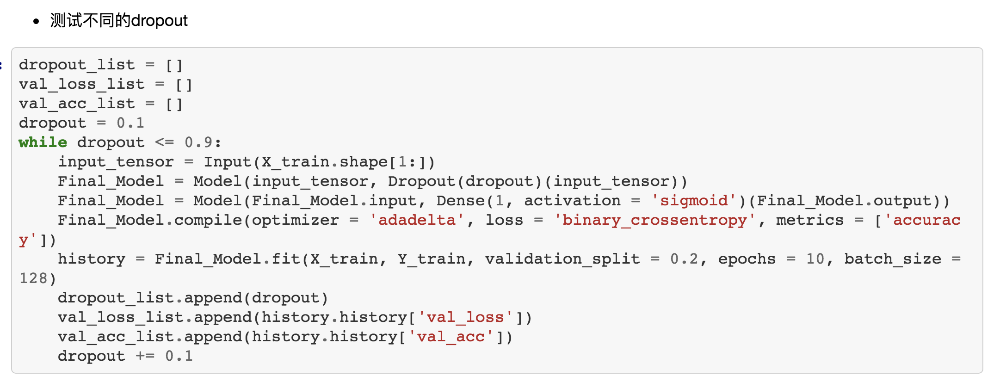 • 测试不同的dropout
:
dropout_list = []
val_loss_list = []
val_acc_list = []
dropout = 0.1
while dropout <= 0.9:
    input_tensor = Input(X_train.shape[1:])
    Final_Model = Model(input_tensor, Dropout(dropout)(input_tensor))
    Final_Model = Model(Final_Model.input, Dense(1, activation = 'sigmoid')(Final_Model.output))
    Final_Model.compile(optimizer = 'adadelta', loss = 'binary_crossentropy', metrics = ['accurac
y'])
    history = Final_Model.fit(X_train, Y_train, validation_split = 0.2, epochs = 10, batch_size =
128)
    dropout_list.append(dropout)
    val_loss_list.append(history.history['val_loss'])
    val_acc_list.append(history.history['val_acc'])
    dropout += 0.1